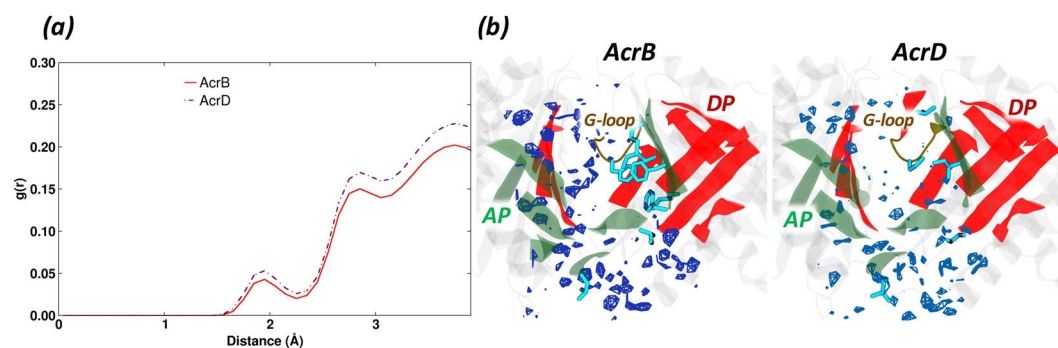 (a)
g(r)
0.30
0.25
0.20
0.15
0.10
0.05
0.00
0
1
2
3
Distance (Å)
AcrB
AcrD
(b)
AcrB
DP
G-loop
AP
AcrD
DP
G-loop
AP